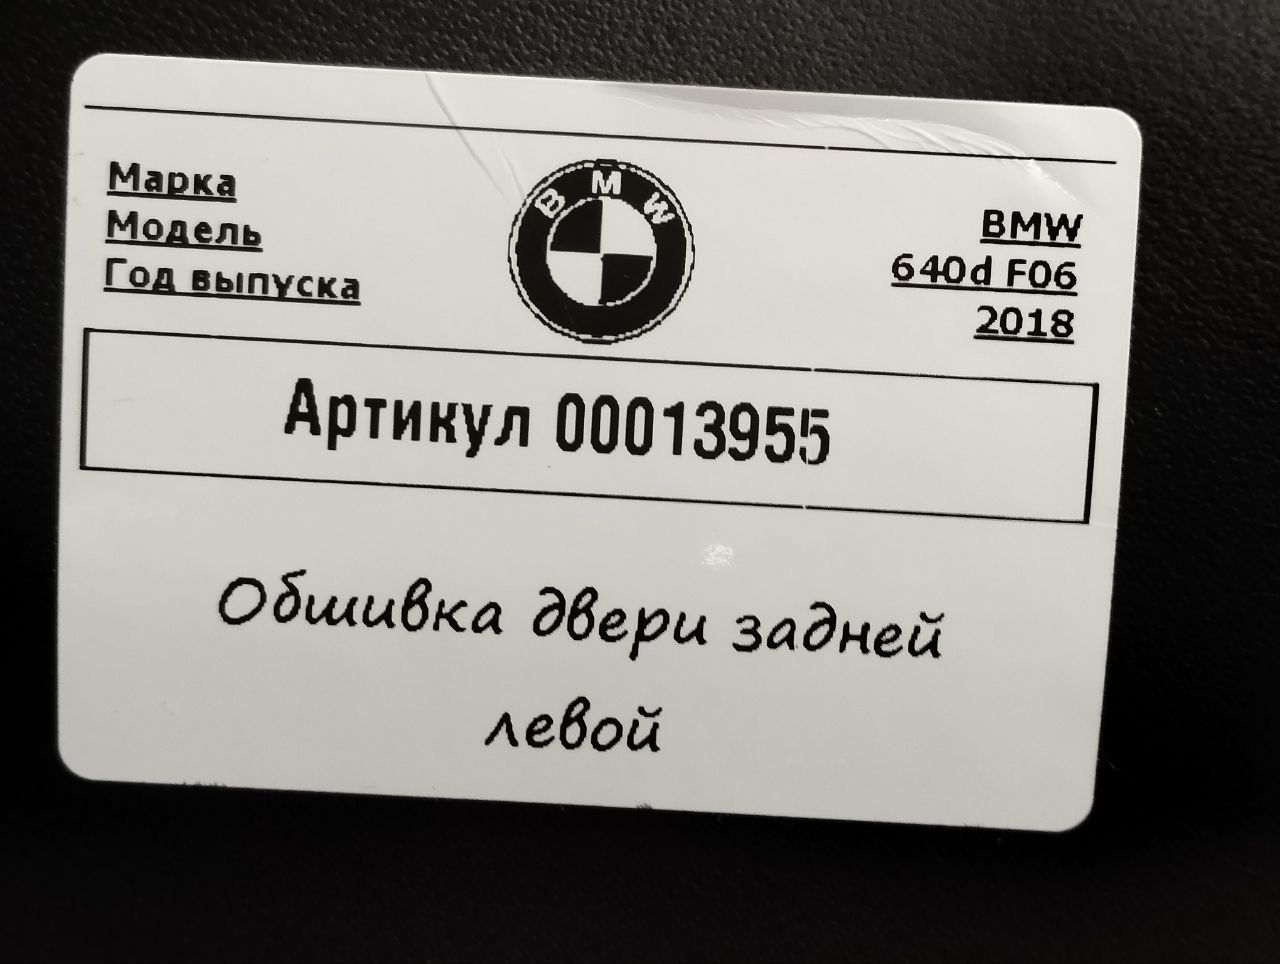 Марка
Модель
Год выпуска
BMW
BMW
640d F06
2018
Артикул 00013955
Обшивка двери задней
левой